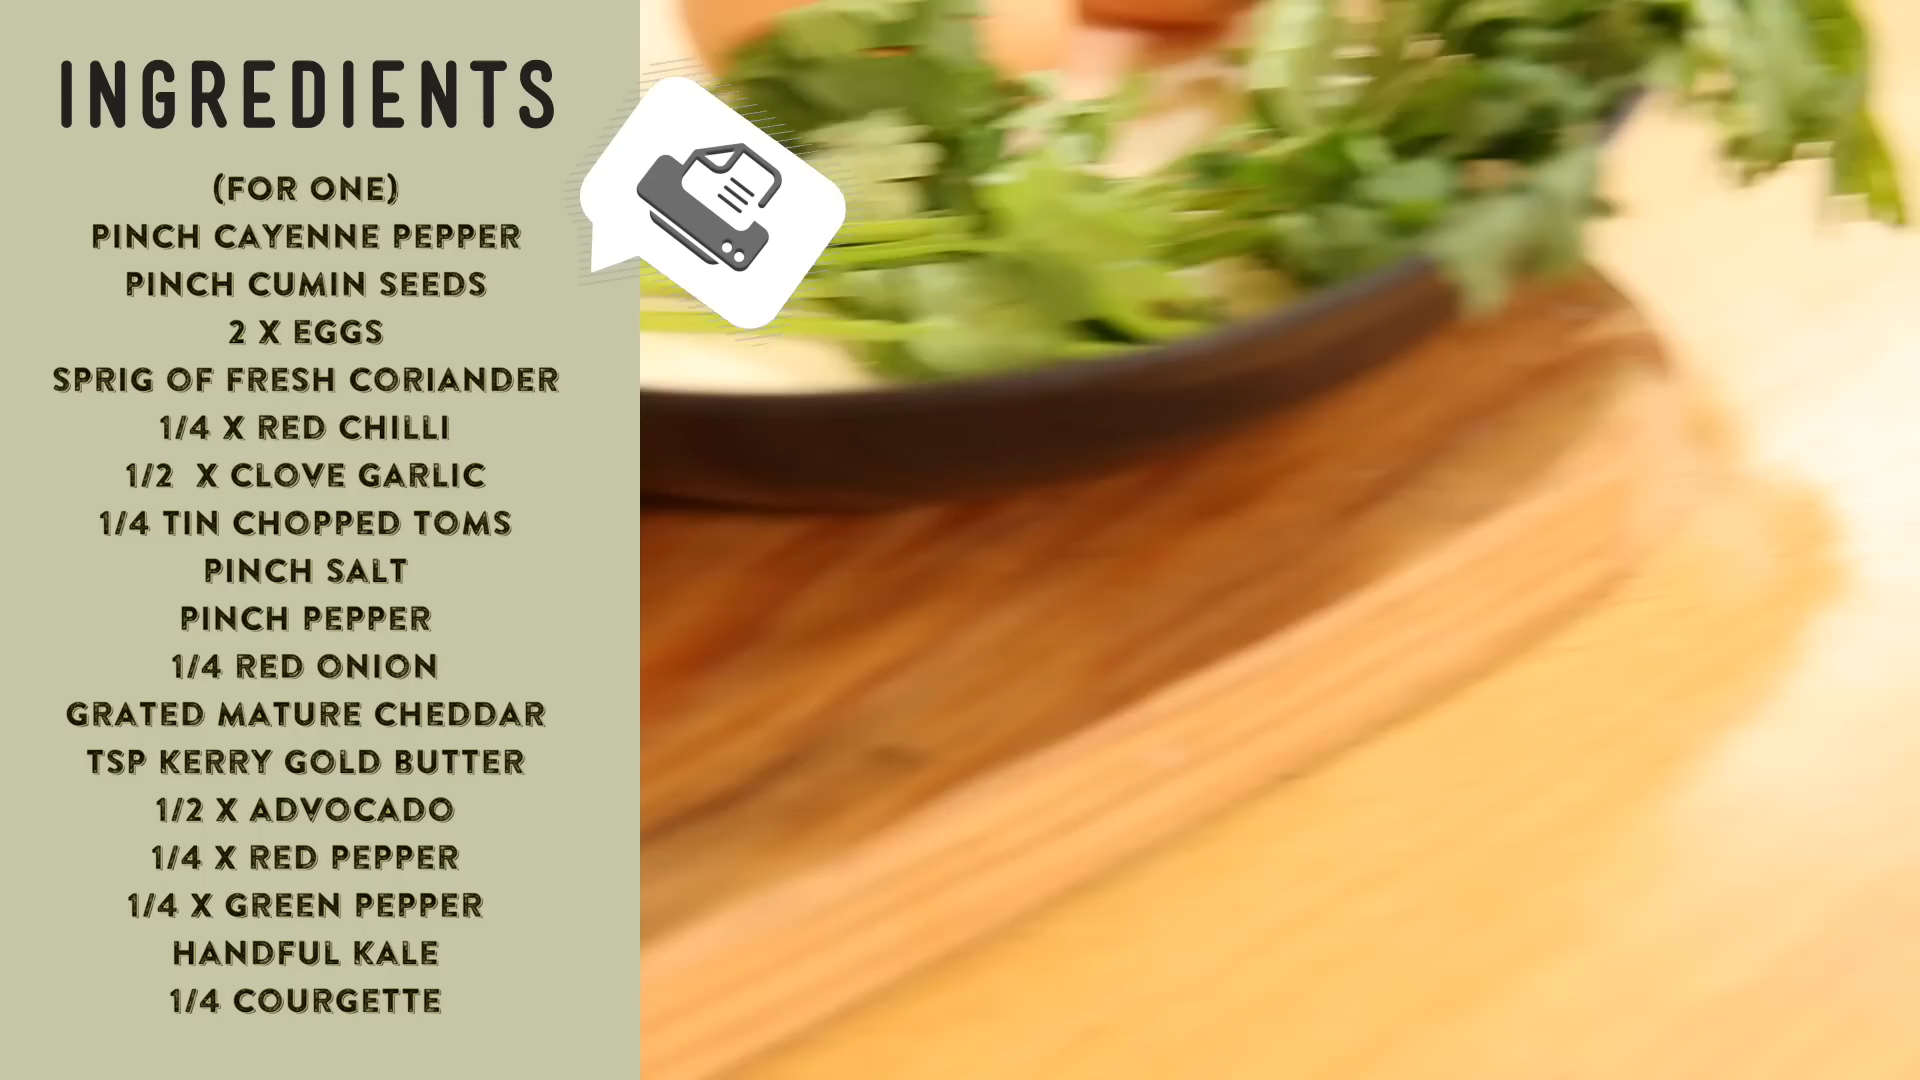 INGREDIENTS
(FOR ONE)
PINCH CAYENNE PEPPER
PINCH CUMIN SEEDS
2 X EGGS
SPRIG OF FRESH CORIANDER
1/4 X RED CHILLI
1/2 X CLOVE GARLIC
1/4 TIN CHOPPED TOMS
PINCH SALT
PINCH PEPPER
1/4 RED ONION
GRATED MATURE CHEDDAR
TSP KERRY GOLD BUTTER
1/2 X ADVOCADO
1/4 X RED PEPPER
1/4 X GREEN PEPPER
HANDFUL KALE
1/4 COURGETTE